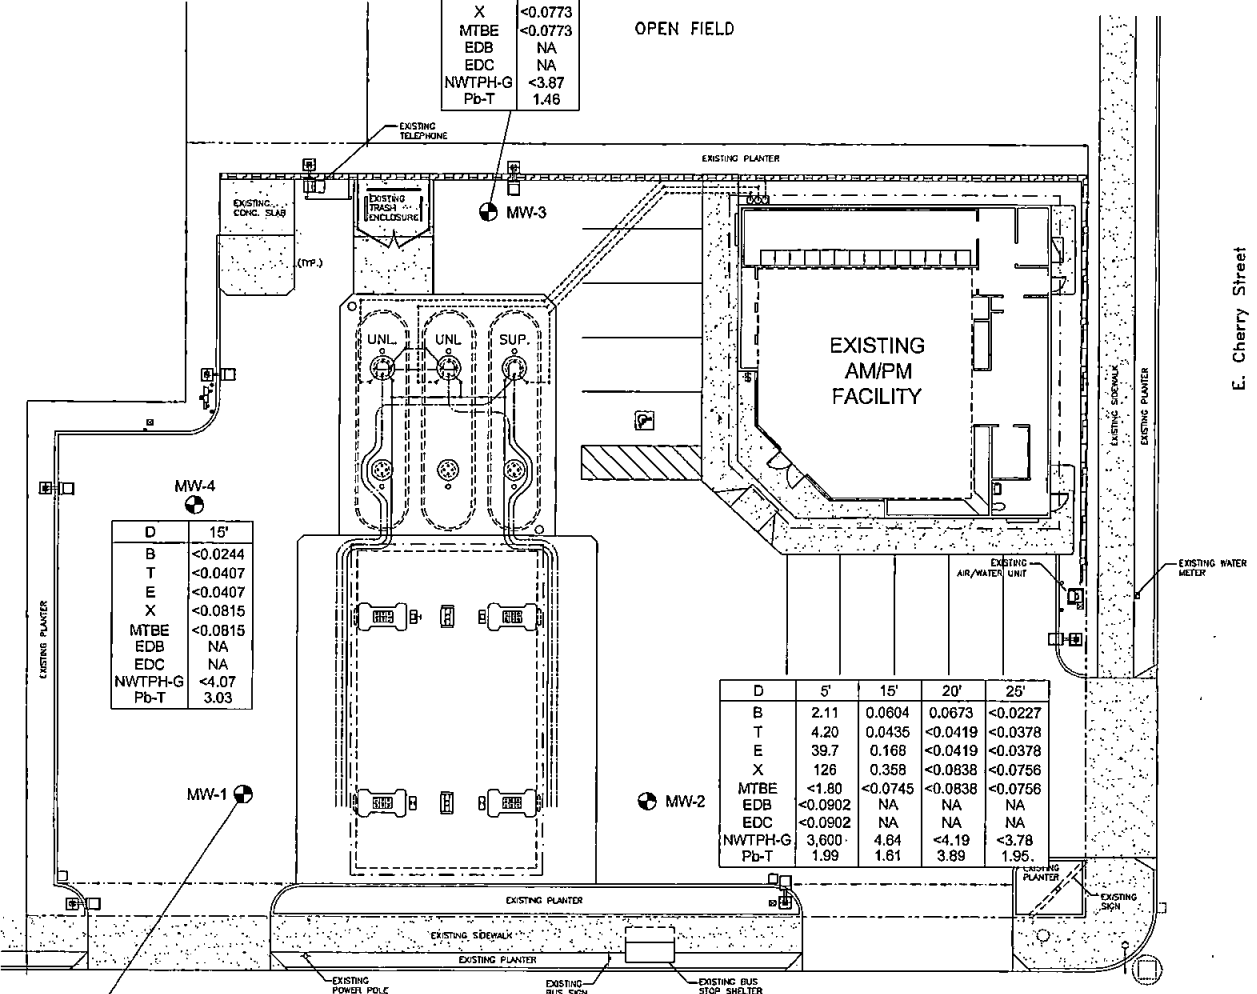 X <0.0773
MTBE <0.0773
EDB NA
EDC NA
NWTPH-G <3.87
Pb-T 1.46
OPEN FIELD
EXISTING
TELEPHONE
EXISTING PLANTER
EXISTING
CONC. SLAB
EXISTING
TRASH
ENCLOSURE
MW-3
(TYP.)
E. Cherry Street
UNL.
UNL
SUP.
EXISTING
AM/PM
FACILITY
EXISTING SIDEWALK
EXISTING PLANTER
MW-4
D 15'
B <0.0244
T <0.0407
E <0.0407
X <0.0815
MTBE <0.0815
EDB NA
EDC NA
NWTPH-G <4.07
Pb-T 3.03
EXISTING PLANTER
EXISTING
AIR/WATER UNIT
EXISTING WATER
METER
D 5' 15' 20' 25'
B 2.11 0.0604 0.0673 <0.0227
T 4.20 0.0435 <0.0419 <0.0378
E 39.7 0.168 <0.0419 <0.0378
X 126 0.358 <0.0838 <0.0756
MTBE <1.80 <0.0745 <0.0838 <0.0756
EDB <0.0902 NA NA NA
EDC <0.0902 NA NA NA
NWTPH-G 3,600 4.64 <4.19 <3.78
Pb-T 1.99 1.61 3.89 1.95
MW-1
MW-2
EXISTING
PLANTER
EXISTING
SIGN
EXISTING PLANTER
EXISTING SIDEWALK
EXISTING PLANTER
EXISTING
POWER POLE
EXISTING
BUS SIGN
EXISTING BUS
STOP SHELTER